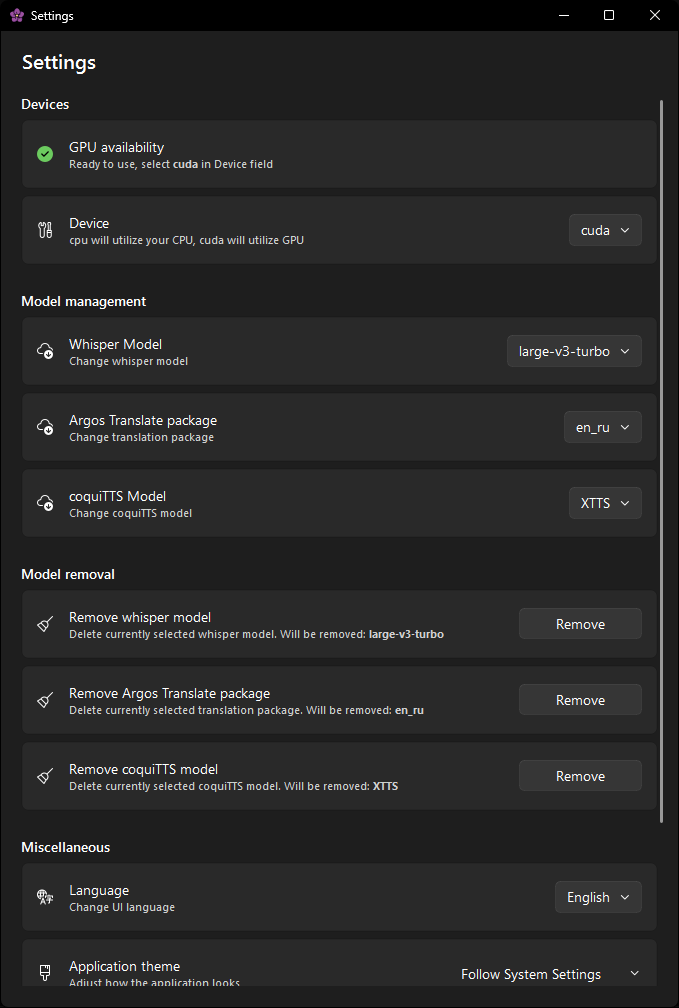 Settings
Settings
Devices
GPU availability
Ready to use, select cuda in Device field
Device
cpu will utilize your CPU, cuda will utilize GPU
cuda
Model management
Whisper Model
Change whisper model
large-v3-turbo
Argos Translate package
Change translation package
en_ru
coquiTTS Model
Change coquiTTS model
XTTS
Model removal
Remove whisper model
Delete currently selected whisper model. Will be removed: large-v3-turbo
Remove
Remove Argos Translate package
Delete currently selected translation package. Will be removed: en_ru
Remove
Remove coquiTTS model
Delete currently selected coquiTTS model. Will be removed: XTTS
Remove
Miscellaneous
Language
Change UI language
English
Application theme
Adjust how the application looks
Follow System Settings